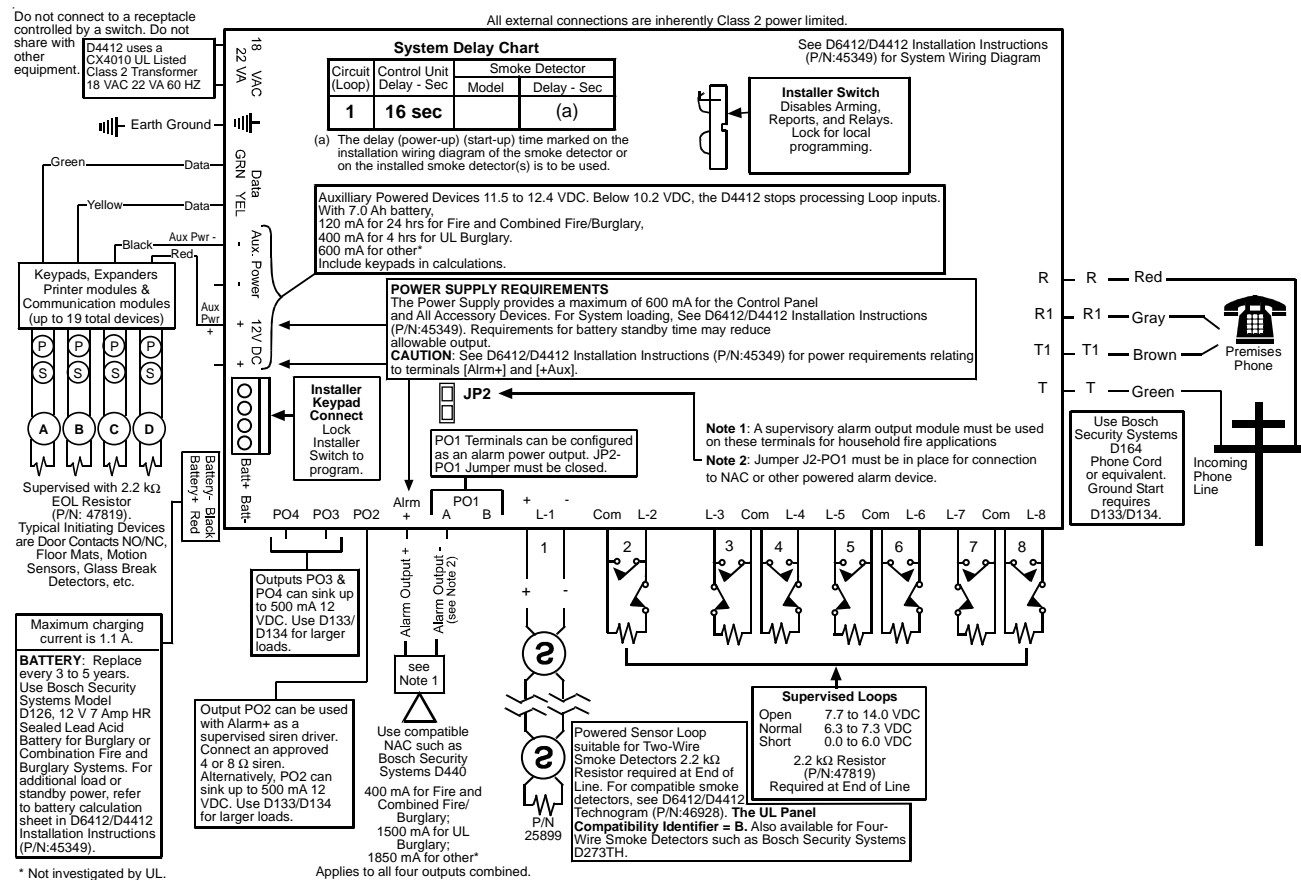 Do not connect to a receptacle
controlled by a switch. Do not
share with
other
equipment.
D4412 uses a
CX4010 UL Listed
Class 2 Transformer
18 VAC 22 VA 60 HZ
All external connections are inherently Class 2 power limited.
18 VAC
22 VA
System Delay Chart
Circuit (Loop)
Control Unit Delay - Sec
Smoke Detector
Model
Delay - Sec
1
16 sec
(a)
(a) The delay (power-up) (start-up) time marked on the
installation wiring diagram of the smoke detector or
on the installed smoke detector(s) is to be used.
See D6412/D4412 Installation Instructions
(P/N:45349) for System Wiring Diagram
Installer Switch
Disables Arming,
Reports, and Relays.
Lock for local
programming.
Earth Ground
Green
Data
Yellow
Data
Data
GRN YEL
Black
Aux Pwr -
Red
Aux
Pwr
+
Aux. Power
-
-
+
+
12V DC
Auxilliary Powered Devices 11.5 to 12.4 VDC. Below 10.2 VDC, the D4412 stops processing Loop inputs.
With 7.0 Ah battery,
120 mA for 24 hrs for Fire and Combined Fire/Burglary,
400 mA for 4 hrs for UL Burglary.
600 mA for other*
Include keypads in calculations.
Keypads, Expanders
Printer modules &
Communication modules
(up to 19 total devices)
P P P P
S S S S
A B C D
POWER SUPPLY REQUIREMENTS
The Power Supply provides a maximum of 600 mA for the Control Panel
and All Accessory Devices. For System loading, See D6412/D4412 Installation Instructions
(P/N:45349). Requirements for battery standby time may reduce
allowable output.
CAUTION: See D6412/D4412 Installation Instructions (P/N:45349) for power requirements relating
to terminals [Alrm+] and [+Aux].
R R Red
R1 R1 Gray
T1 T1 Brown
T T Green
Premises
Phone
Installer
Keypad
Connect
Lock
Installer
Switch to
program.
JP2
PO1 Terminals can be configured
as an alarm power output. JP2-
PO1 Jumper must be closed.
Note 1: A supervisory alarm output module must be used
on these terminals for household fire applications
Note 2: Jumper J2-PO1 must be in place for connection
to NAC or other powered alarm device.
Use Bosch
Security Systems
D164
Phone Cord
or equivalent.
Ground Start
requires
D133/D134.
Incoming
Phone
Line
Supervised with 2.2 kΩ
EOL Resistor
(P/N: 47819).
Typical Initiating Devices
are Door Contacts NO/NC,
Floor Mats, Motion
Sensors, Glass Break
Detectors, etc.
Battery- Black
Battery+ Red
Batt+ Batt-
PO4 PO3 PO2
Alrm
+
PO1
A B
+ -
L-1
Com L-2
L-3 Com L-4
L-5 Com L-6
L-7 Com L-8
1 2 3 4 5 6 7 8
+ -
S
S
P/N
25899
Outputs PO3 &
PO4 can sink up
to 500 mA 12
VDC. Use D133/
D134 for larger
loads.
Alarm Output +
Alarm Output -
(see Note 2)
see
Note 1
Maximum charging
current is 1.1 A.
BATTERY: Replace
every 3 to 5 years.
Use Bosch Security
Systems Model
D126, 12 V 7 Amp HR
Sealed Lead Acid
Battery for Burglary or
Combination Fire and
Burglary Systems. For
additional load or
standby power, refer
to battery calculation
sheet in D6412/D4412
Installation Instructions
(P/N:45349).
* Not investigated by UL.
Output PO2 can be used
with Alarm+ as a
supervised siren driver.
Connect an approved
4 or 8 Ω siren.
Alternatively, PO2 can
sink up to 500 mA 12
VDC. Use D133/D134
for larger loads.
Use compatible
NAC such as
Bosch Security
Systems D440
400 mA for Fire and
Combined Fire/
Burglary;
1500 mA for UL
Burglary;
1850 mA for other*
Applies to all four outputs combined.
Powered Sensor Loop
suitable for Two-Wire
Smoke Detectors 2.2 kΩ
Resistor required at End of
Line. For compatible smoke
detectors, see D6412/D4412
Technogram (P/N:46928). The UL Panel
Compatibility Identifier = B. Also available for Four-
Wire Smoke Detectors such as Bosch Security Systems
D273TH.
Supervised Loops
Open 7.7 to 14.0 VDC
Normal 6.3 to 7.3 VDC
Short 0.0 to 6.0 VDC
2.2 kΩ Resistor
(P/N:47819)
Required at End of Line